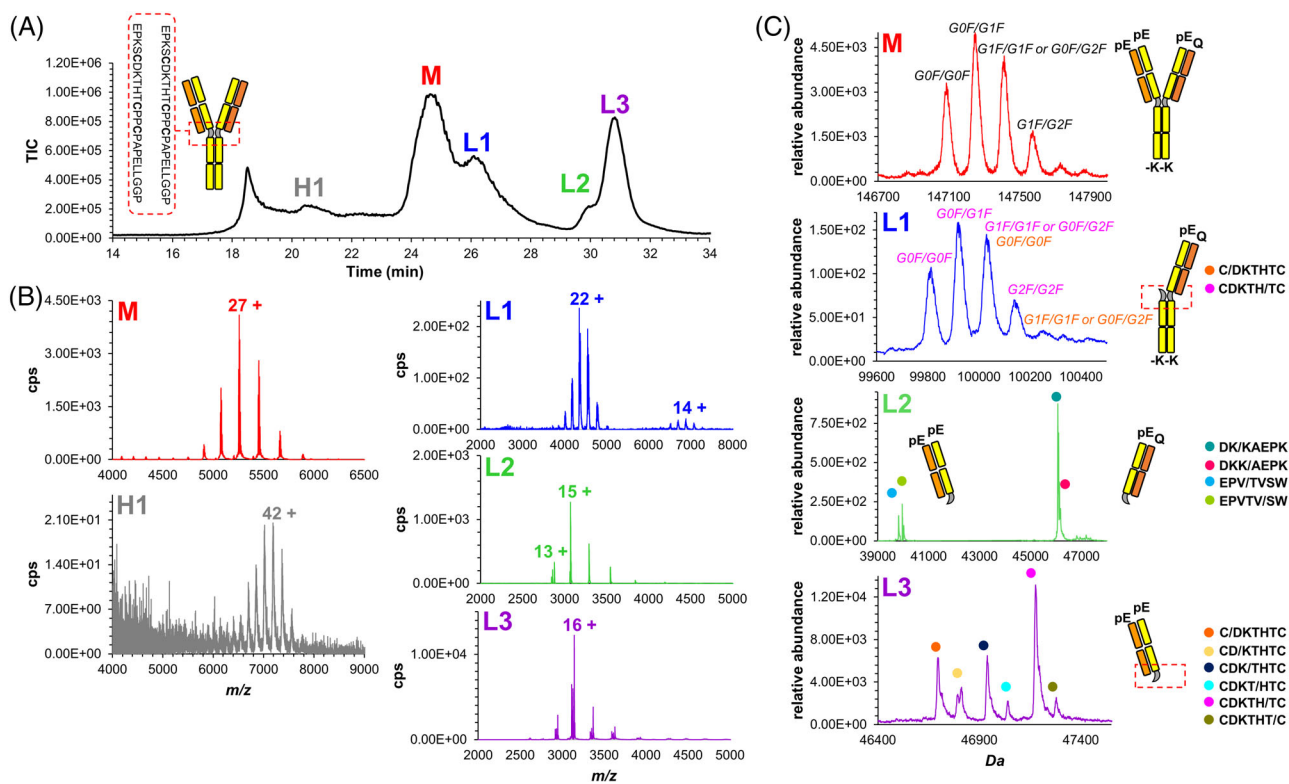 (A)
EPKSCDKTHTCPPCPAPELLGGP
EPKSCDKTHTCPPCPAPELLGGP
TIC
1.20E+06
1.00E+06
8.00E+05
6.00E+05
4.00E+05
2.00E+05
0.00E+00
H1
M
L1
L2
L3
14 16 18 20 22 24 26 28 30 32 34
Time (min)
(B)
M
27 +
cps
4.50E+03
3.00E+03
1.50E+03
0.00E+00
4000 4500 5000 5500 6000 6500
H1
42 +
cps
2.10E+01
1.40E+01
7.00E+00
0.00E+00
4000 5000 6000 7000 8000 9000
m/z
L1
22 +
14 +
cps
2.00E+02
1.00E+02
0.00E+00
2000 3000 4000 5000 6000 7000 8000
L2
15 +
13 +
cps
2.00E+03
1.00E+03
0.00E+00
2000 2500 3000 3500 4000 4500 5000
L3
16 +
cps
1.00E+04
5.00E+03
0.00E+00
2000 2500 3000 3500 4000 4500 5000
m/z
(C)
M
relative abundance
4.50E+03
3.00E+03
1.50E+03
0.00E+00
G0F/G0F
G0F/G1F
G1F/G1F or G0F/G2F
G1F/G2F
146700 147100 147500 147900
pE
pE
pE
Q
-K-K
L1
relative abundance
1.50E+02
1.00E+02
5.00E+01
0.00E+00
G0F/G0F
G0F/G1F
G1F/G1F or G0F/G2F
G0F/G0F
G2F/G2F
G1F/G1F or G0F/G2F
99600 99800 100000 100200 100400
pE
Q
-K-K
C/DKTHTC
CDKTH/TC
L2
relative abundance
7.50E+02
5.00E+02
2.50E+02
0.00E+00
39000 41000 43000 45000 47000
pE
pE
pE
Q
DK/KAEPK
DKK/AEPK
EPV/TVSW
EPVTV/SW
L3
relative abundance
1.20E+04
9.00E+03
6.00E+03
3.00E+03
0.00E+00
46400 46900 47400
Da
pE
pE
C/DKTHTC
CD/KTHTC
CDK/THTC
CDKT/HTC
CDKTH/TC
CDKTHT/C